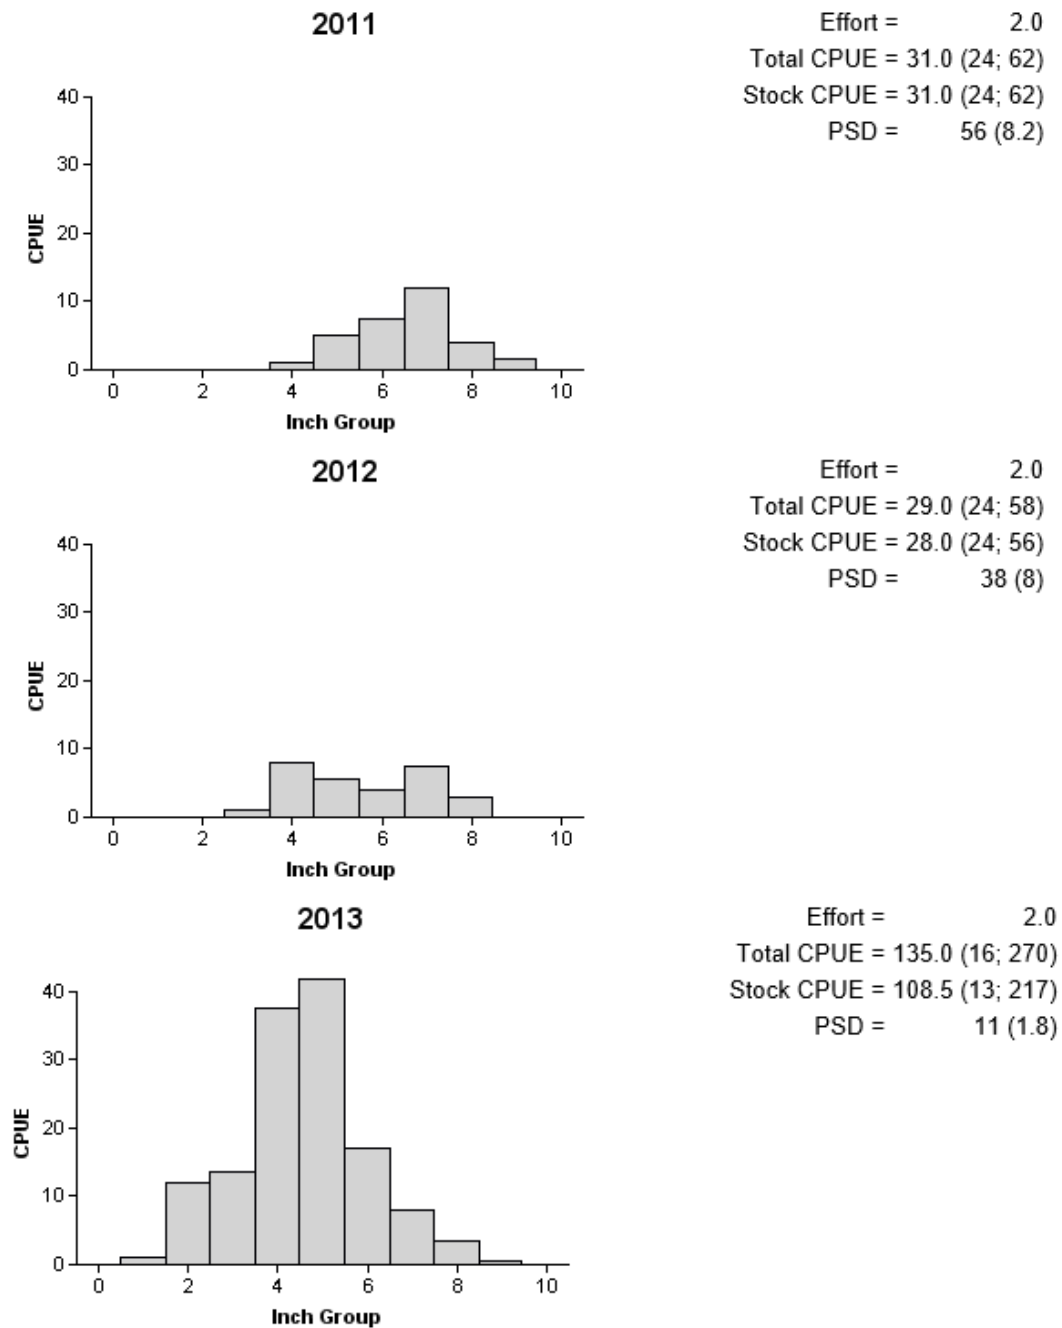 2011
Effort = 2.0
Total CPUE = 31.0 (24; 62)
Stock CPUE = 31.0 (24; 62)
PSD = 56 (8.2)
40
30
20
10
0
CPUE
0 2 4 6 8 10
Inch Group
2012
Effort = 2.0
Total CPUE = 29.0 (24; 58)
Stock CPUE = 28.0 (24; 56)
PSD = 38 (8)
40
30
20
10
0
CPUE
0 2 4 6 8 10
Inch Group
2013
Effort = 2.0
Total CPUE = 135.0 (16; 270)
Stock CPUE = 108.5 (13; 217)
PSD = 11 (1.8)
40
30
20
10
0
CPUE
0 2 4 6 8 10
Inch Group